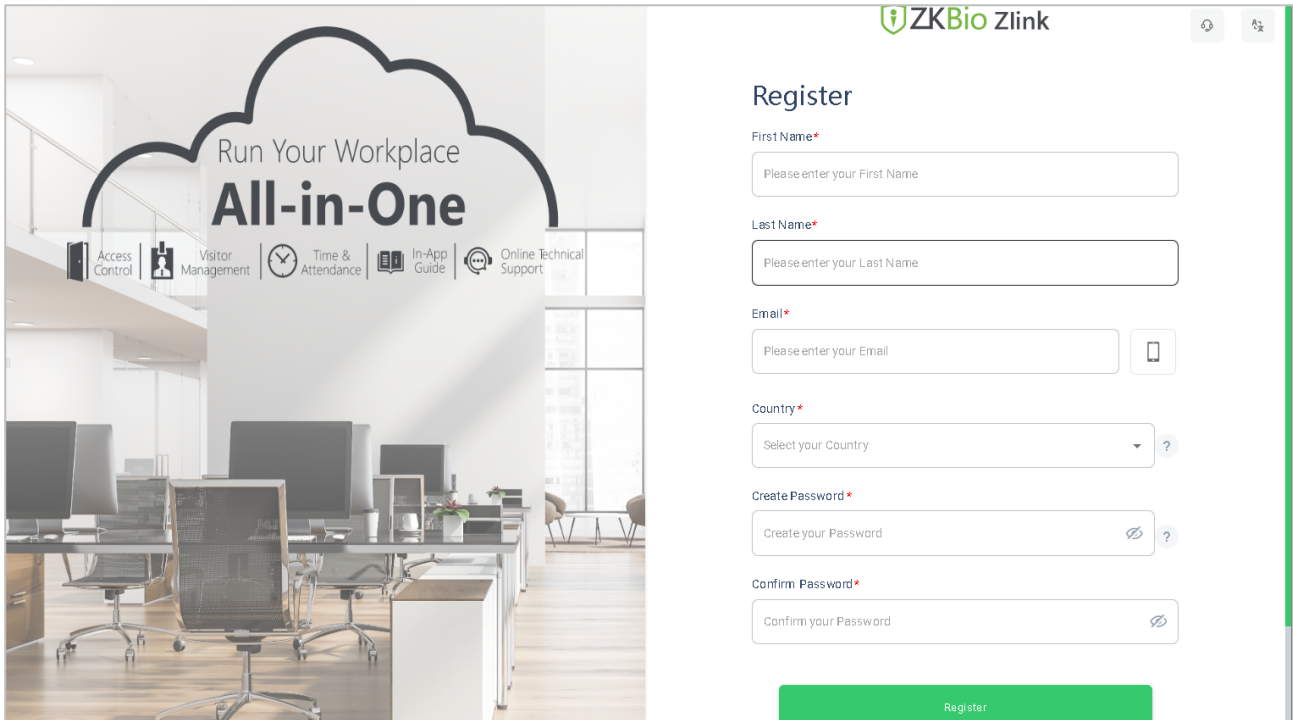 Run Your Workplace
All-in-One
Access Control
Visitor Management
Time & Attendance
In-App Guide
Online Technical Support
ZKBio Zlink
Register
First Name*
Please enter your First Name
Last Name*
Please enter your Last Name
Email*
Please enter your Email
Country*
Select your Country
?
Create Password*
Create your Password
?
Confirm Password*
Confirm your Password
Register